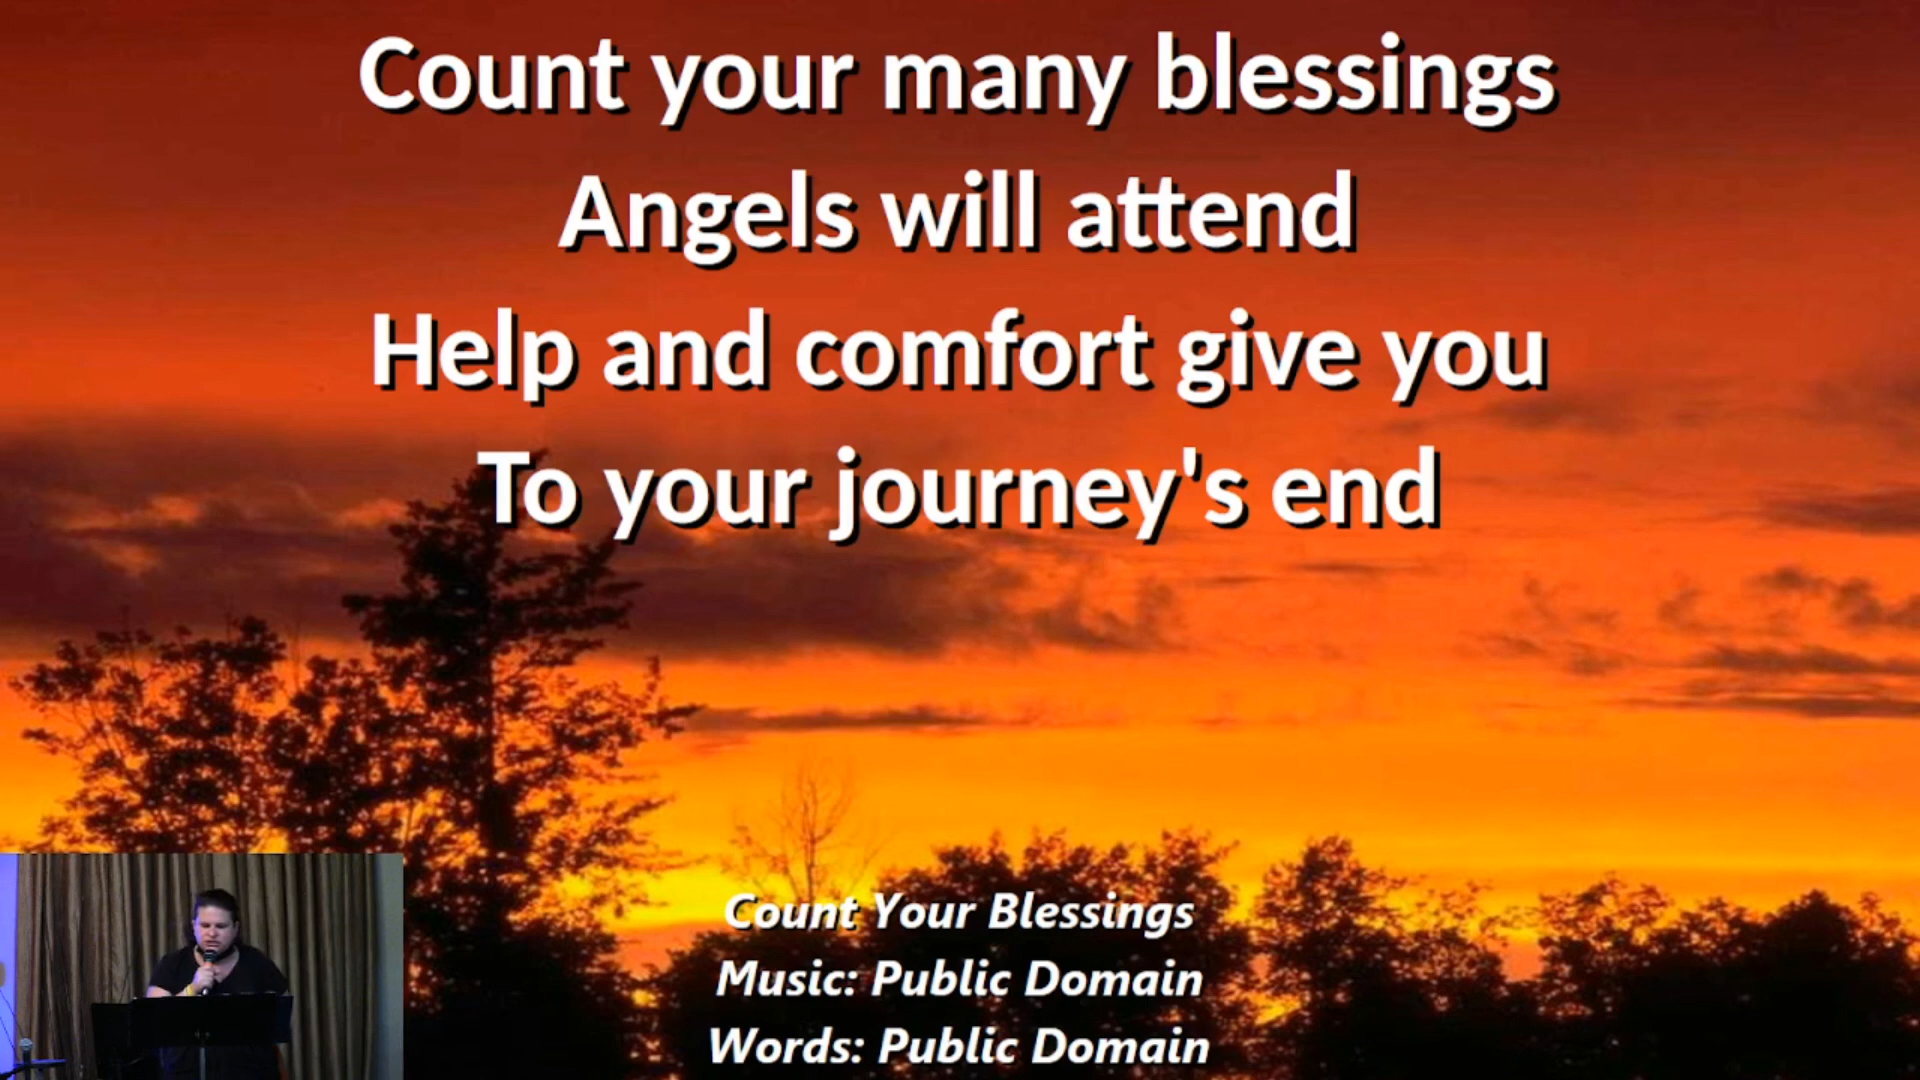 Count your many blessings
Angels will attend
Help and comfort give you
To your journey's end
Count Your Blessings
Music: Public Domain
Words: Public Domain